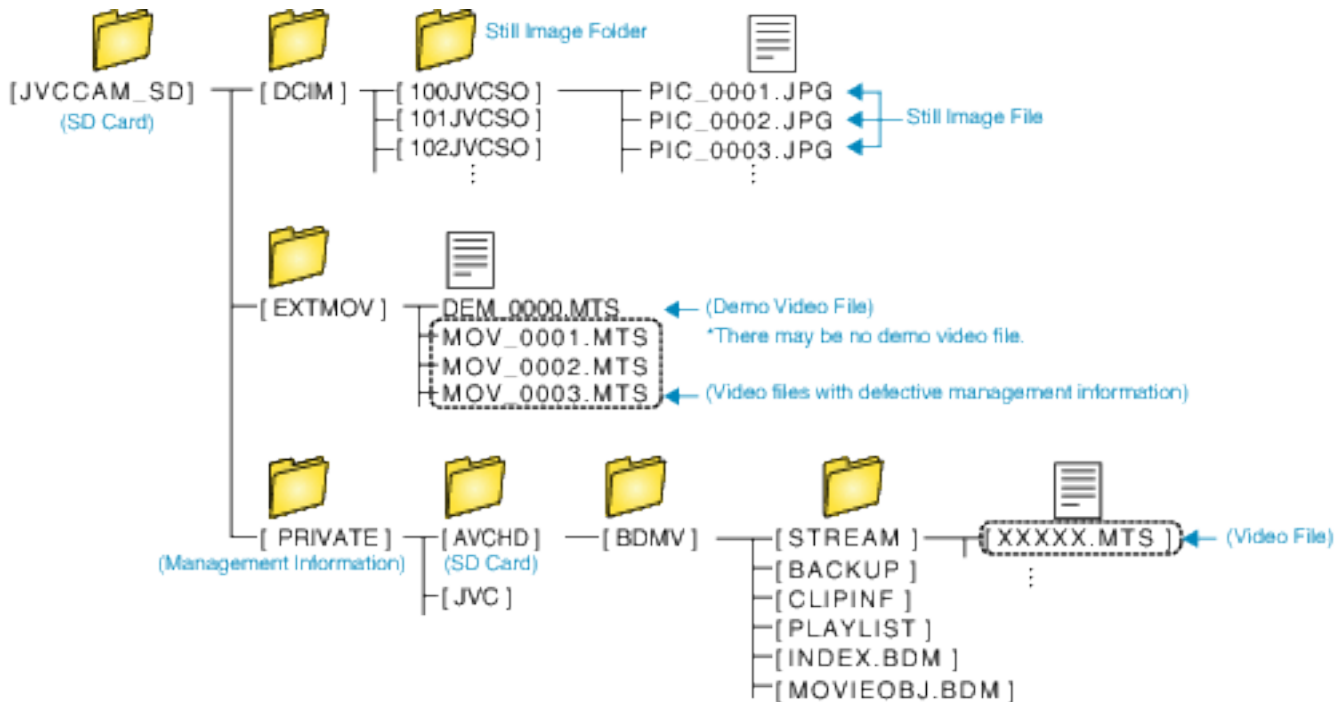 Still Image Folder
[JVCCAM_SD]
(SD Card)
[DCIM]
[100JVCSO]
[101JVCSO]
[102JVCSO]
PIC_0001.JPG
PIC_0002.JPG
PIC_0003.JPG
Still Image File
[EXTMOV]
DEM_0000.MTS
(Demo Video File)
*There may be no demo video file.
MOV_0001.MTS
MOV_0002.MTS
MOV_0003.MTS
(Video files with defective management information)
[PRIVATE]
(Management Information)
[AVCHD]
(SD Card)
[JVC]
[BDMV]
[STREAM]
[BACKUP]
[CLIPINF]
[PLAYLIST]
[INDEX.BDM]
[MOVIEOBJ.BDM]
[XXXXX.MTS]
(Video File)